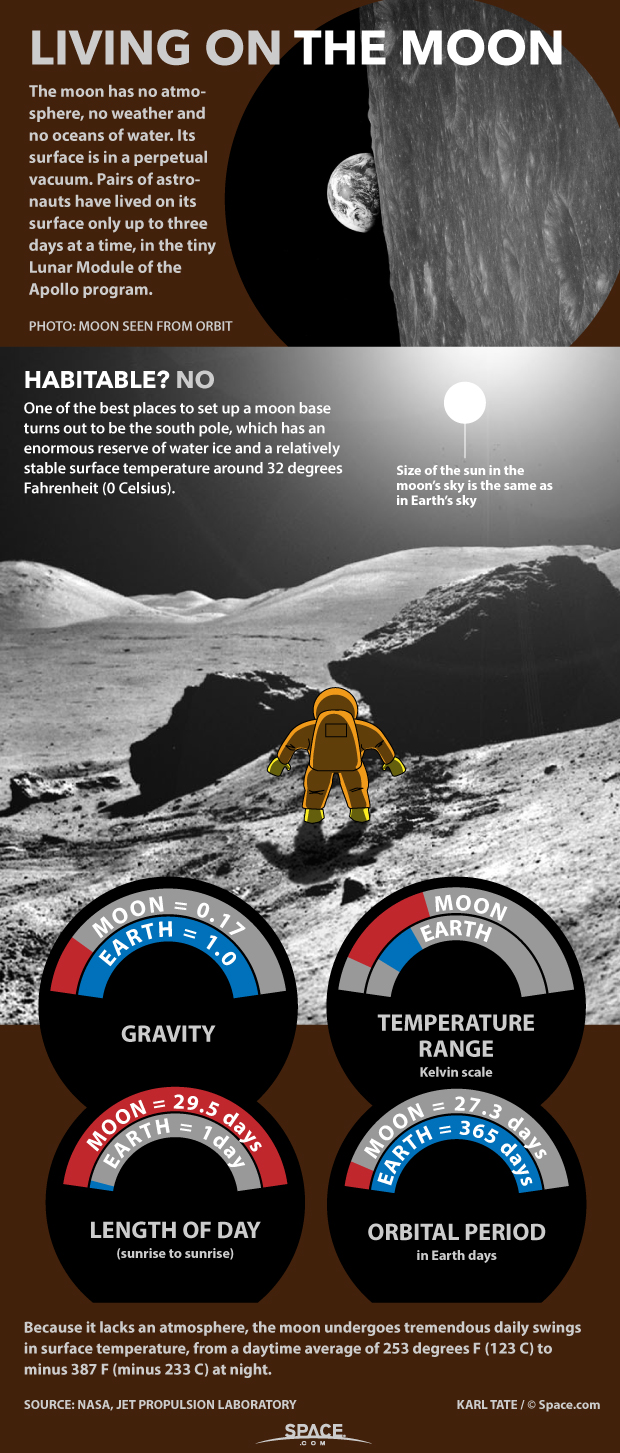 LIVING ON THE MOON
The moon has no atmo-
sphere, no weather and
no oceans of water. Its
surface is in a perpetual
vacuum. Pairs of astro-
nauts have lived on its
surface only up to three
days at a time, in the tiny
Lunar Module of the
Apollo program.
PHOTO: MOON SEEN FROM ORBIT
HABITABLE? NO
One of the best places to set up a moon base
turns out to be the south pole, which has an
enormous reserve of water ice and a relatively
stable surface temperature around 32 degrees
Fahrenheit (0 Celsius).
Size of the sun in the
moon's sky is the same as
in Earth's sky
MOON = 0.17
EARTH = 1.0
GRAVITY
MOON
EARTH
TEMPERATURE
RANGE
Kelvin scale
MOON = 29.5 days
EARTH = 1day
LENGTH OF DAY
(sunrise to sunrise)
MOON = 27.3 days
EARTH = 365 days
ORBITAL PERIOD
in Earth days
Because it lacks an atmosphere, the moon undergoes tremendous daily swings
in surface temperature, from a daytime average of 253 degrees F (123 C) to
minus 387 F (minus 233 C) at night.
SOURCE: NASA, JET PROPULSION LABORATORY
KARL TATE / © Space.com
SPACE
.COM